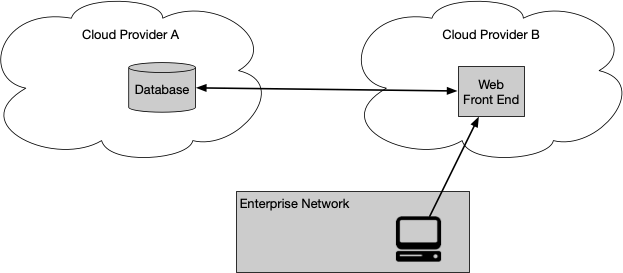 Cloud Provider A
Cloud Provider B
Database
Web
Front End
Enterprise Network